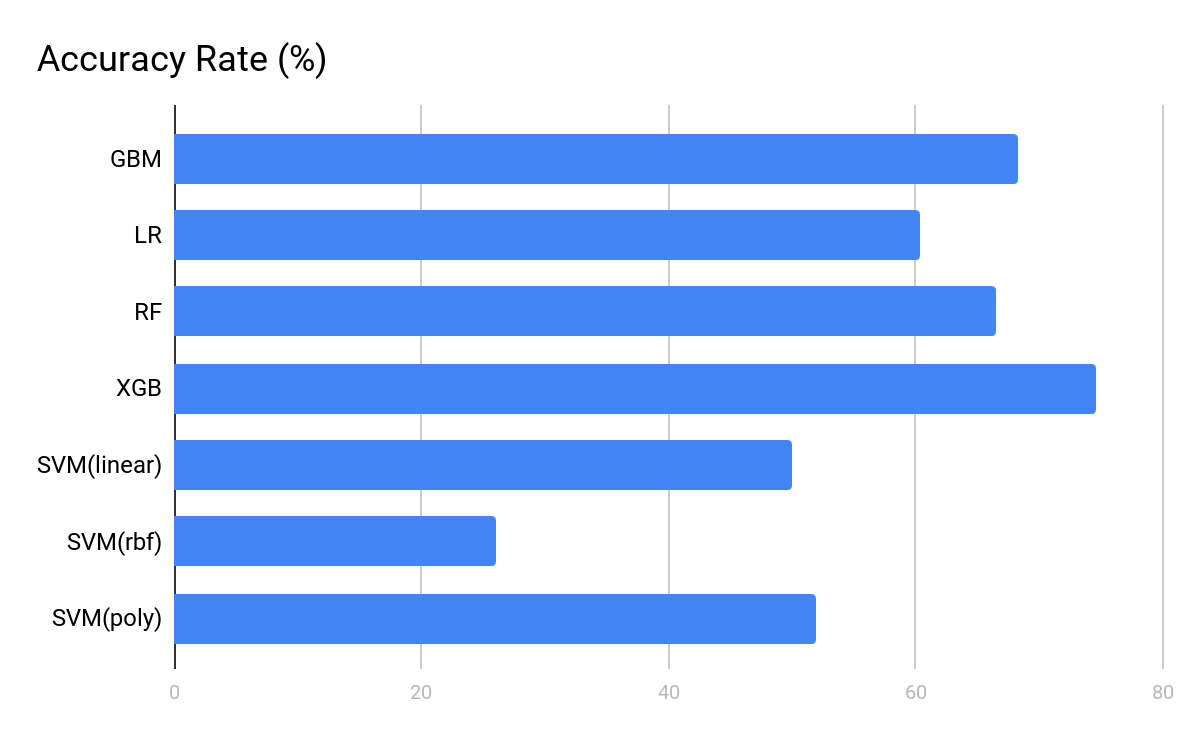 Accuracy Rate (%)
GBM
LR
RF
XGB
SVM(linear)
SVM(rbf)
SVM(poly)
0 20 40 60 80